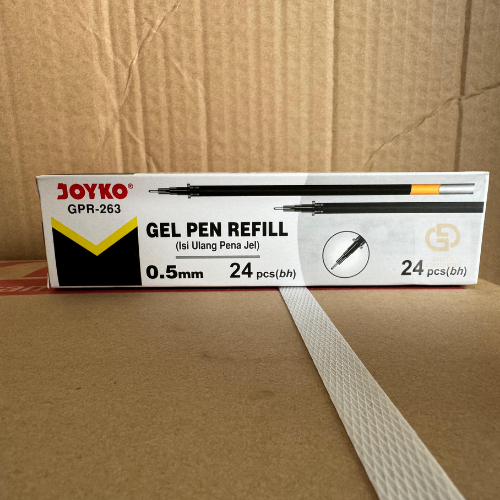 JOYKO®
GPR-263
GEL PEN REFILL
(Isi Ulang Pena Jel)
0.5mm
24 pcs(bh)
24 pcs(bh)